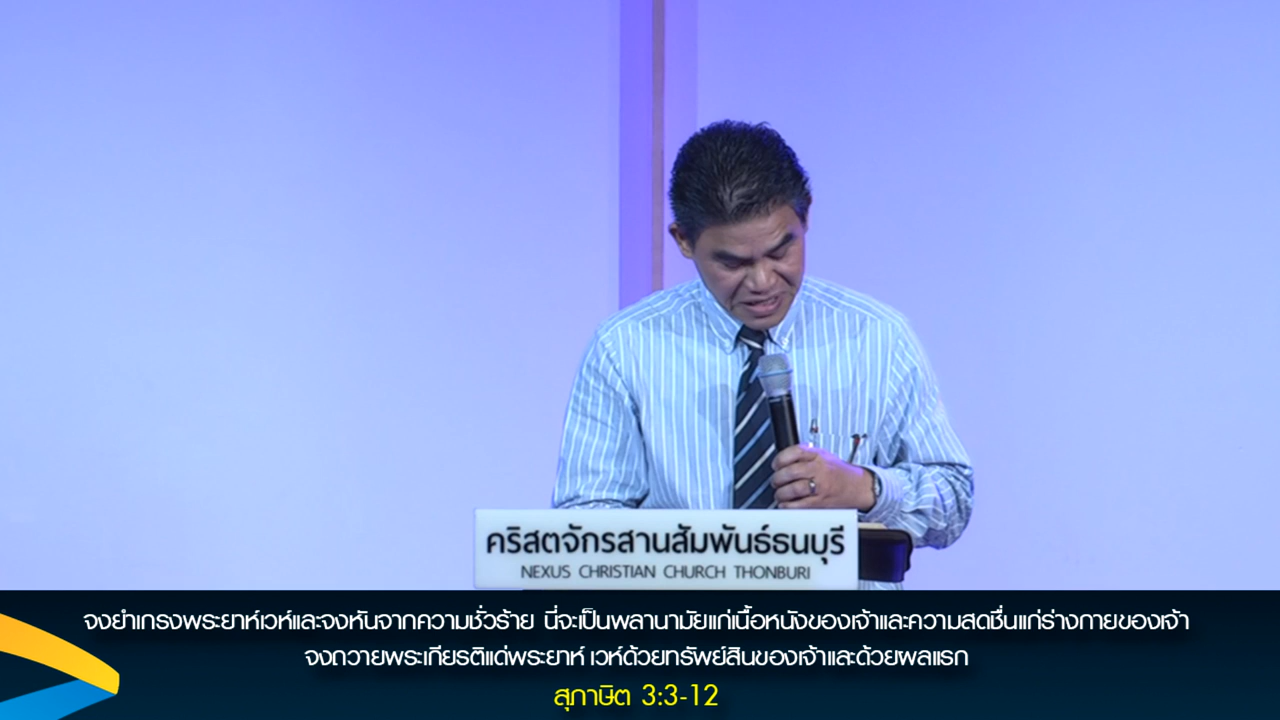 คริสตจักรสานสัมพันธ์ธนบุรี
NEXUS CHRISTIAN CHURCH THONBURI
จงยำเกรงพระยาห์เวห์และจงหันจากความชั่วร้าย นี่จะเป็นพลานามัยแก่เนื้อหนังของเจ้าและความสดชื่นแก่ร่างกายของเจ้า
จงถวายพระเกียรติแด่พระยาห์ เวห์ด้วยทรัพย์สินของเจ้าและด้วยผลแรก
สุภาษิต 3:3-12